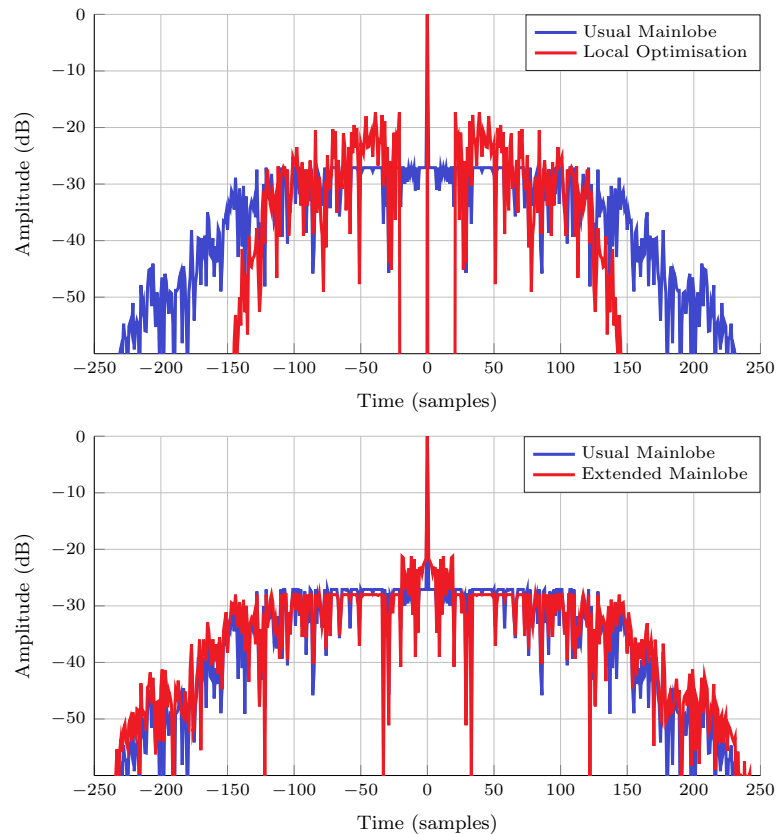 0
−10
−20
−30
−40
−50
Amplitude (dB)
Usual Mainlobe
Local Optimisation
−250 −200 −150 −100 −50 0 50 100 150 200 250
Time (samples)
0
−10
−20
−30
−40
−50
Amplitude (dB)
Usual Mainlobe
Extended Mainlobe
−250 −200 −150 −100 −50 0 50 100 150 200 250
Time (samples)